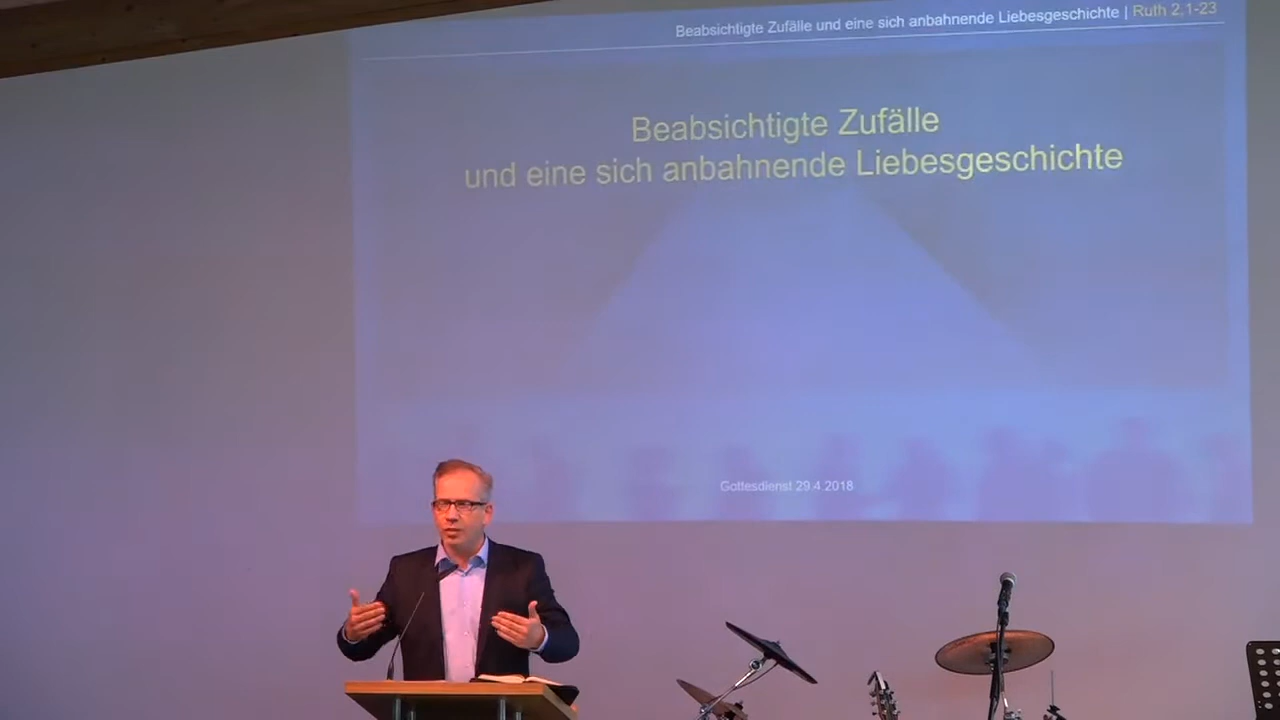 Beabsichtigte Zufälle und eine sich anbahnende Liebesgeschichte | Ruth 2,1-23
Beabsichtigte Zufälle
und eine sich anbahnende Liebesgeschichte
Gottesdienst 29.4.2018